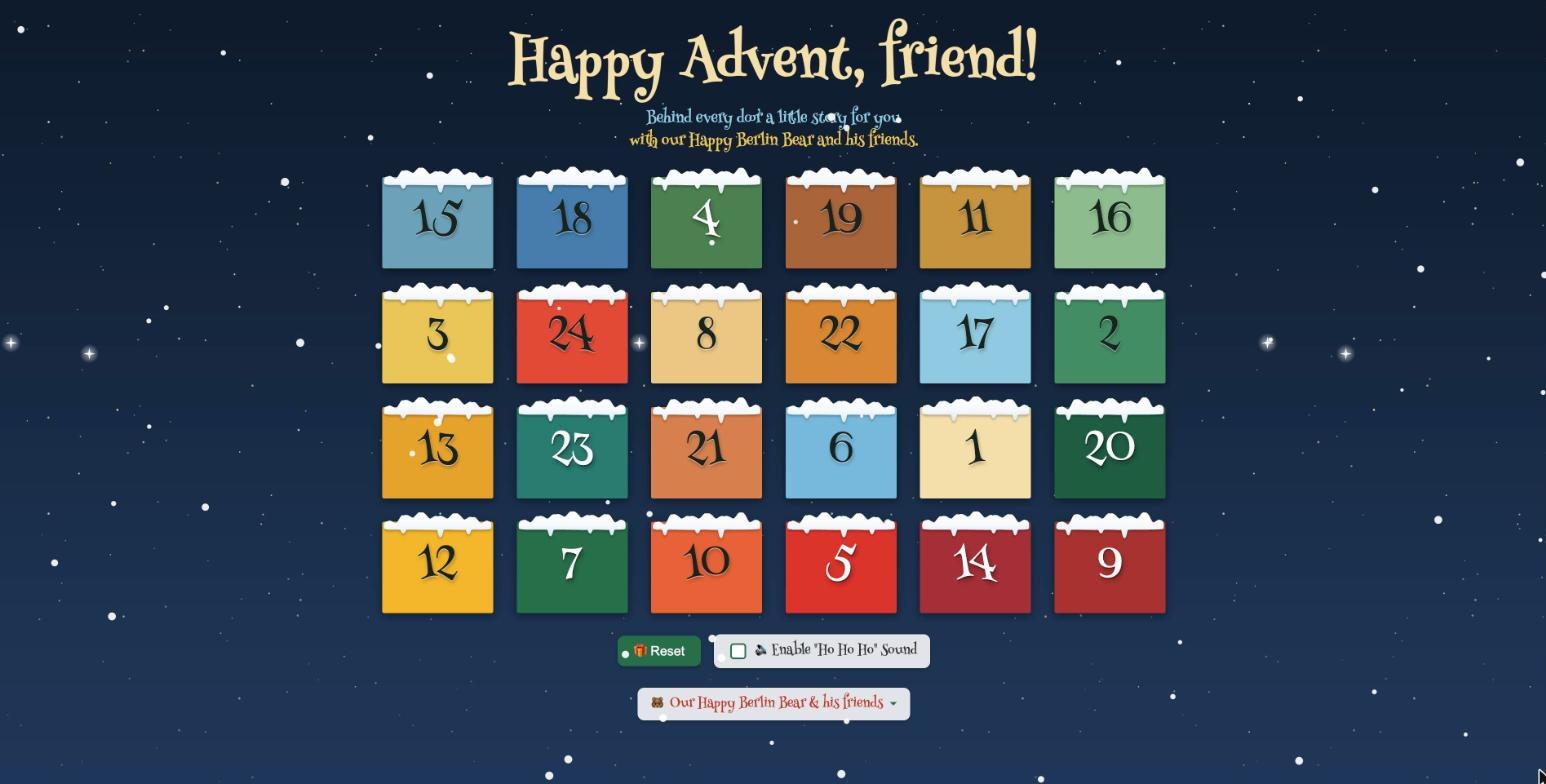 Happy Advent, friend!
Behind every door a little story for you
with our Happy Berlin Bear and his friends.
15 18 4 19 11 16
3 24 8 22 17 2
13 23 21 6 1 20
12 7 10 5 14 9
Reset
Enable "Ho Ho Ho" Sound
Our Happy Berlin Bear & his friends